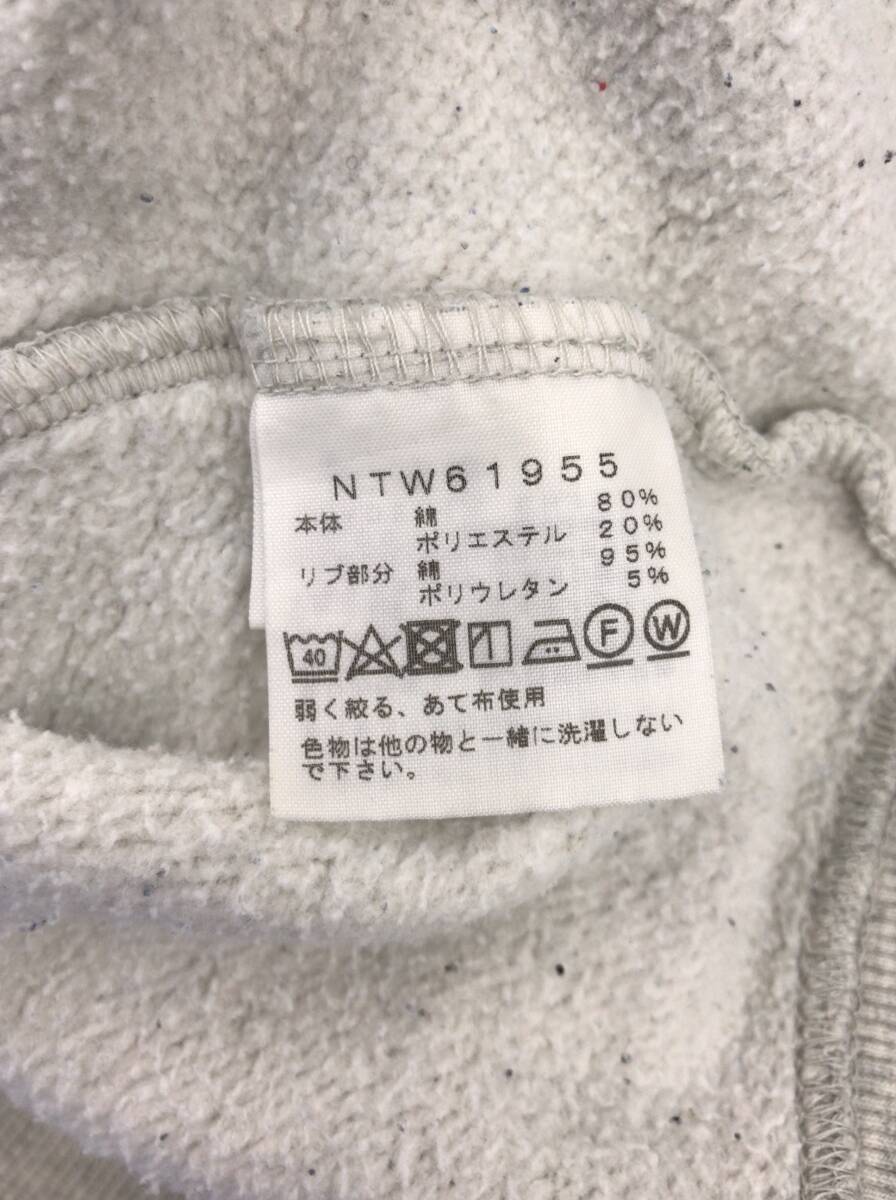 NTW61955
本体 綿 80%
ポリエステル 20%
リブ部分 綿 95%
ポリウレタン 5%
40 F W
弱く絞る、あて布使用
色物は他の物と一緒に洗濯しない
で下さい。